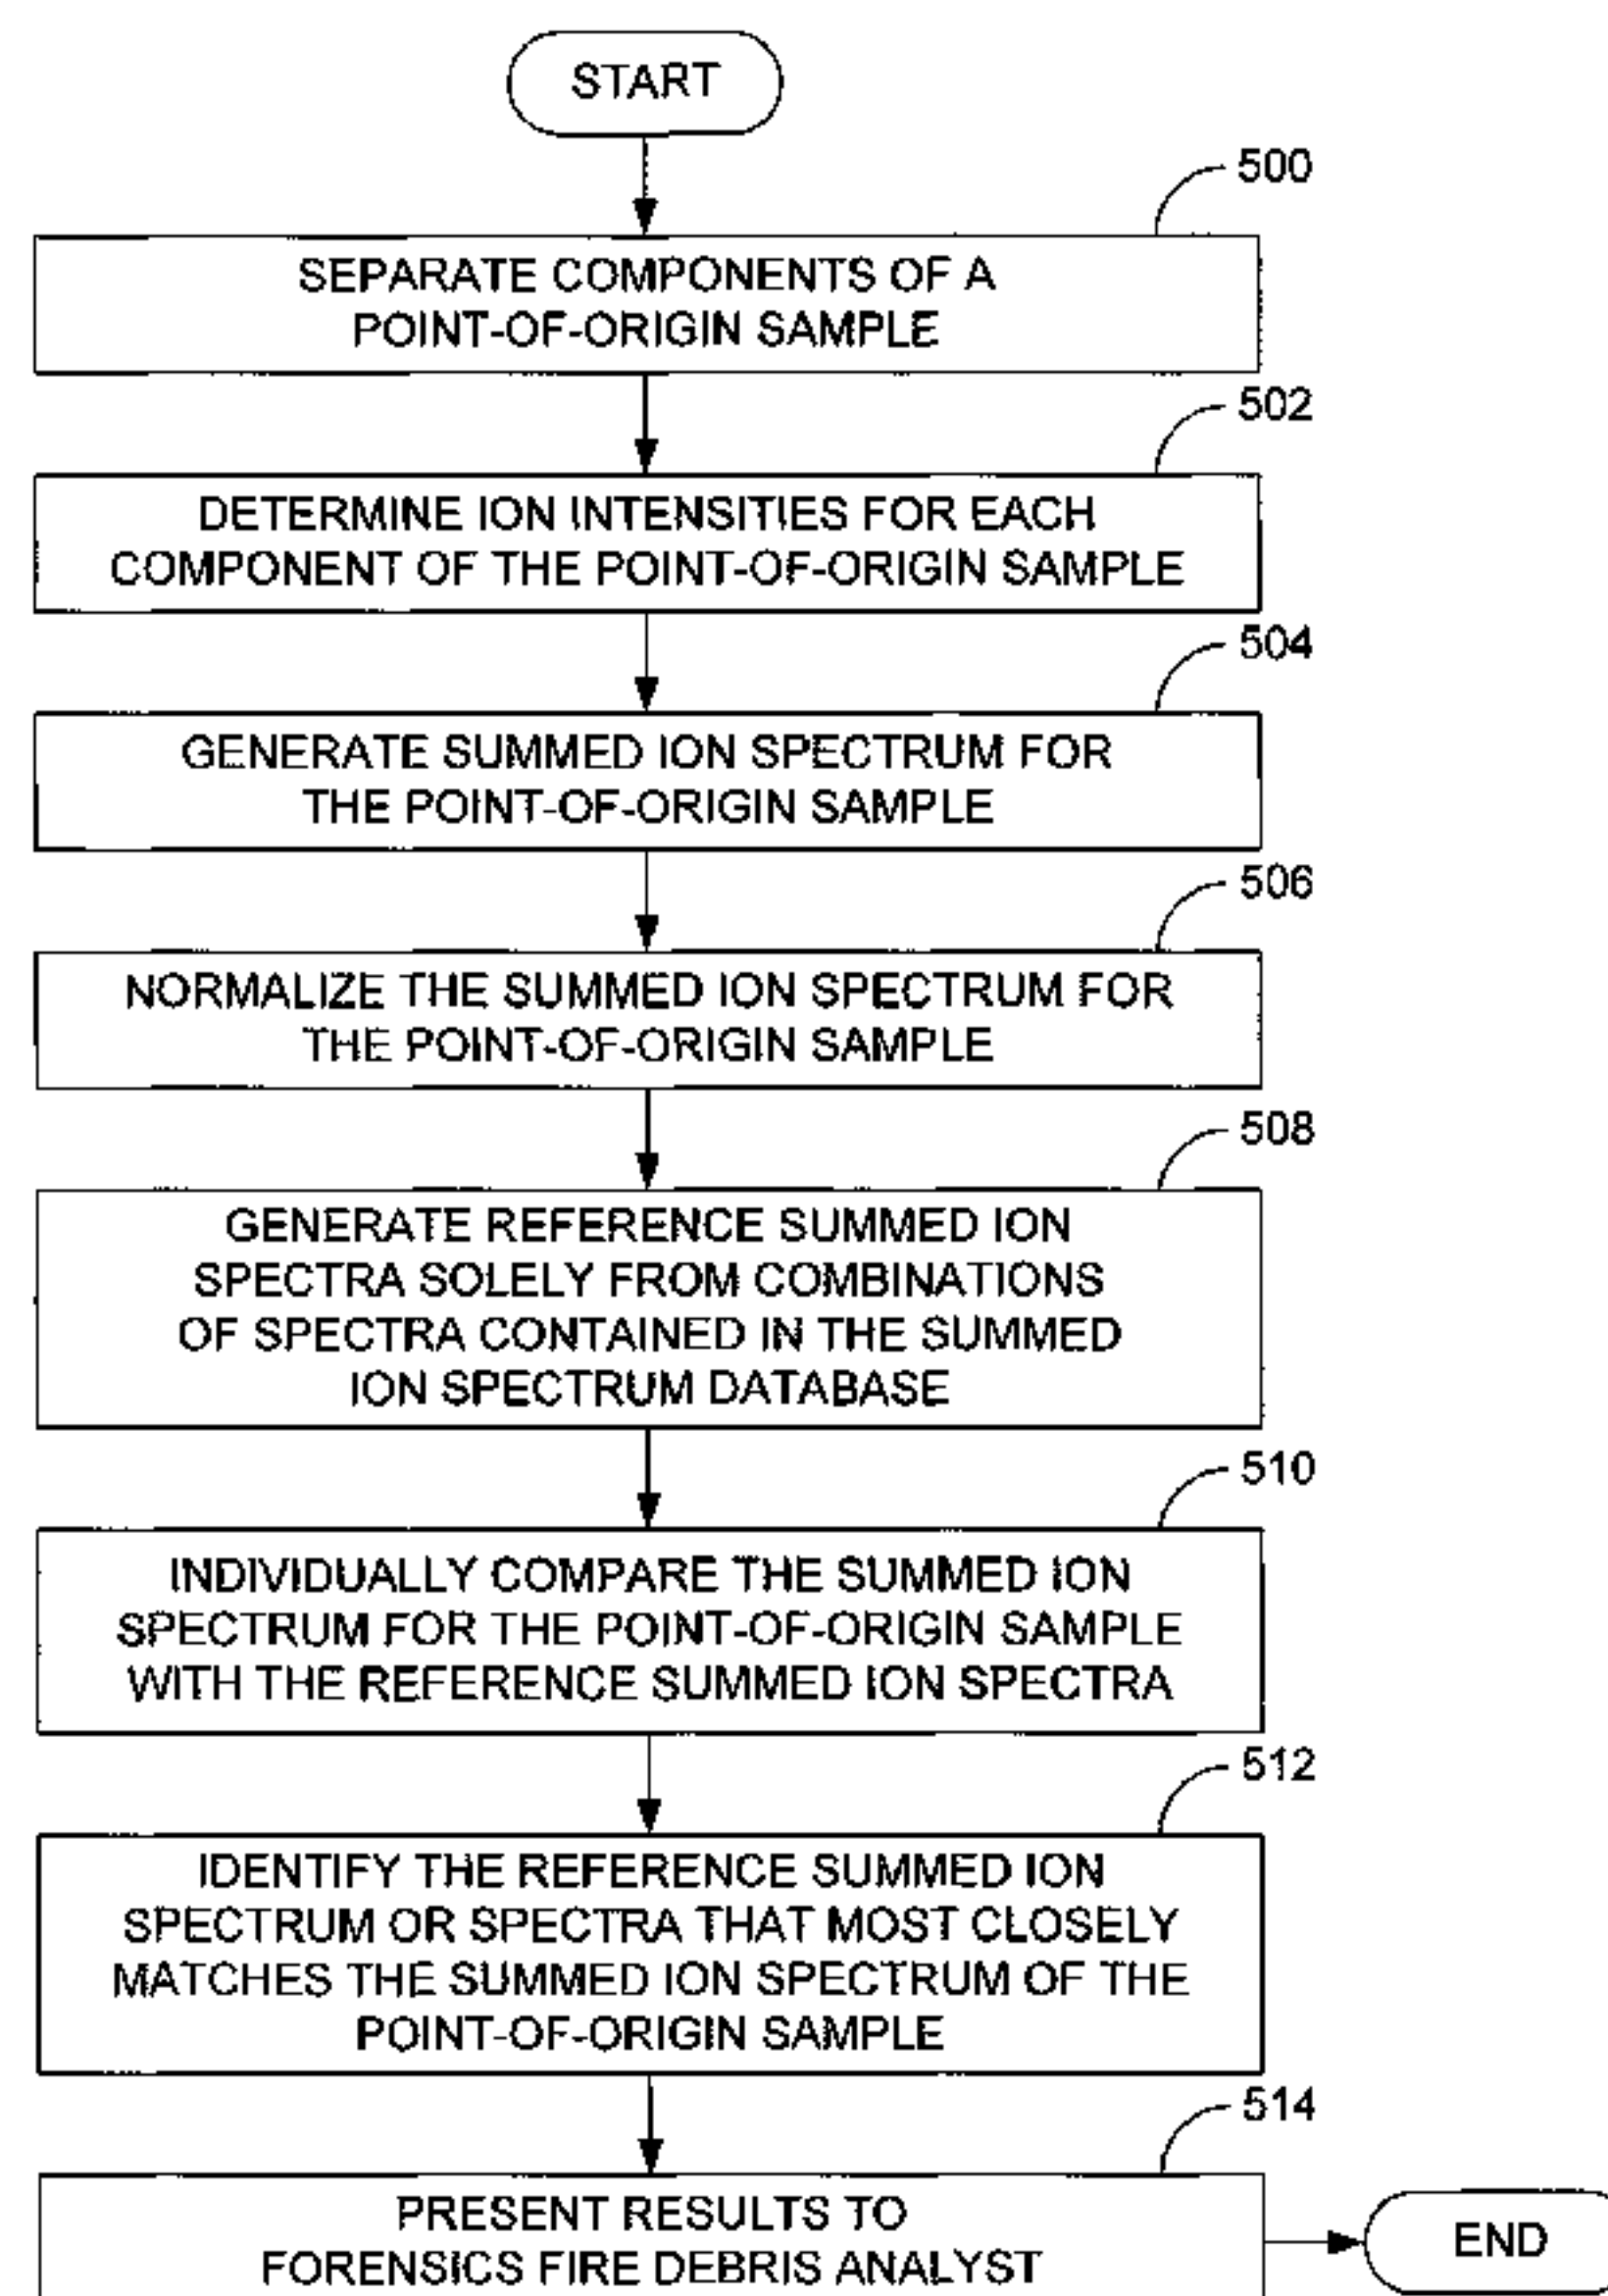 START
500
SEPARATE COMPONENTS OF A
POINT-OF-ORIGIN SAMPLE
502
DETERMINE ION INTENSITIES FOR EACH
COMPONENT OF THE POINT-OF-ORIGIN SAMPLE
504
GENERATE SUMMED ION SPECTRUM FOR
THE POINT-OF-ORIGIN SAMPLE
506
NORMALIZE THE SUMMED ION SPECTRUM FOR
THE POINT-OF-ORIGIN SAMPLE
508
GENERATE REFERENCE SUMMED ION
SPECTRA SOLELY FROM COMBINATIONS
OF SPECTRA CONTAINED IN THE SUMMED
ION SPECTRUM DATABASE
510
INDIVIDUALLY COMPARE THE SUMMED ION
SPECTRUM FOR THE POINT-OF-ORIGIN SAMPLE
WITH THE REFERENCE SUMMED ION SPECTRA
512
IDENTIFY THE REFERENCE SUMMED ION
SPECTRUM OR SPECTRA THAT MOST CLOSELY
MATCHES THE SUMMED ION SPECTRUM OF THE
POINT-OF-ORIGIN SAMPLE
514
PRESENT RESULTS TO
FORENSICS FIRE DEBRIS ANALYST
END